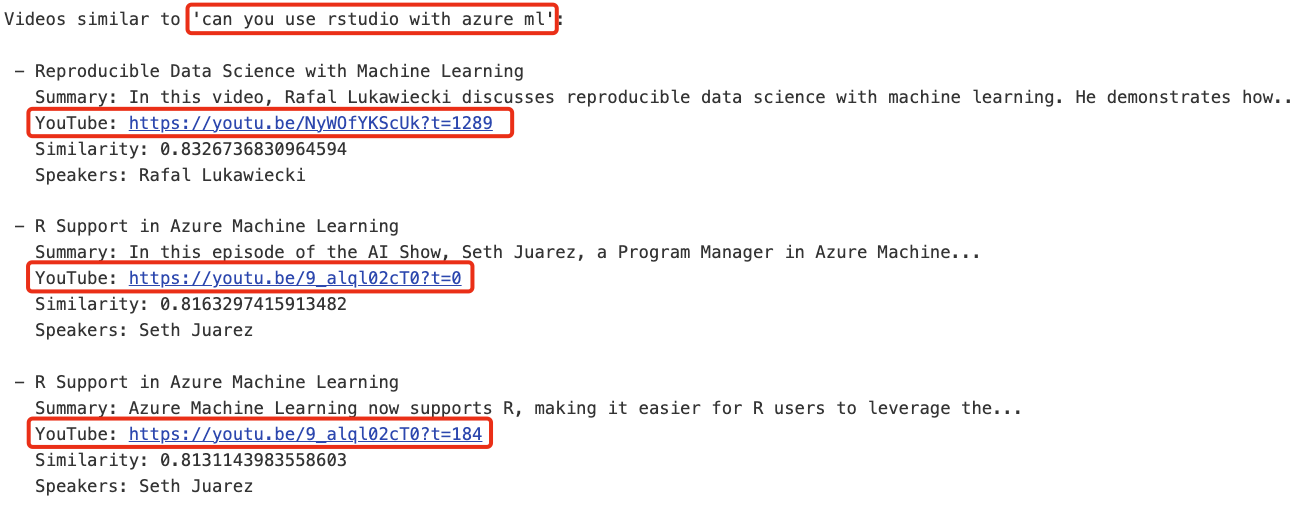 Videos similar to 'can you use rstudio with azure ml':
– Reproducible Data Science with Machine Learning
Summary: In this video, Rafal Lukawiecki discusses reproducible data science with machine learning. He demonstrates how...
YouTube: https://youtu.be/NyWOfYKScUk?t=1289
Similarity: 0.8326736830964594
Speakers: Rafal Lukawiecki
– R Support in Azure Machine Learning
Summary: In this episode of the AI Show, Seth Juarez, a Program Manager in Azure Machine...
YouTube: https://youtu.be/9_alql02cT0?t=0
Similarity: 0.8163297415913482
Speakers: Seth Juarez
– R Support in Azure Machine Learning
Summary: Azure Machine Learning now supports R, making it easier for R users to leverage the...
YouTube: https://youtu.be/9_alql02cT0?t=184
Similarity: 0.8131143983558603
Speakers: Seth Juarez